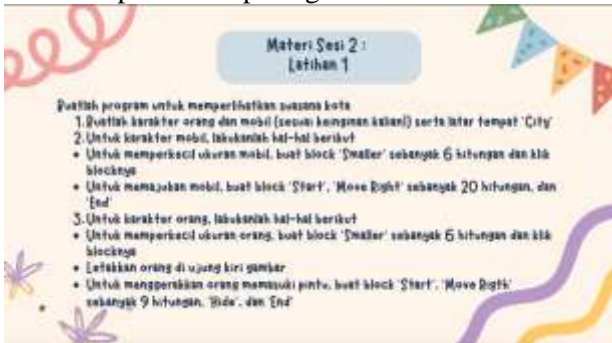 Materi Sesi 2 :
Latihan 1
Buatlah program untuk memperlihatkan suasana kota
1. Buatlah karakter orang dan mobil (sesuai keinginan kalian!) serta latar tempat 'City'
2. Untuk karakter mobil, lakukanlah hal-hal berikut
• Untuk memperkecil ukuran mobil, buat block 'Smaller' sebanyak 6 hitungan dan klik
blocknya
• Untuk memajukan mobil, buat block 'Start', 'Move Right' sebanyak 20 hitungan, dan
'End'
3. Untuk karakter orang, lakukanlah hal-hal berikut
• Untuk memperkecil ukuran orang, buat block 'Smaller' sebanyak 6 hitungan dan klik
blocknya
• Letakkan orang di ujung kiri gambar
• Untuk menggerakkan orang memasuki pintu, buat block 'Start', 'Move Rigth'
sebanyak 9 hitungan, 'Hide', dan 'End'